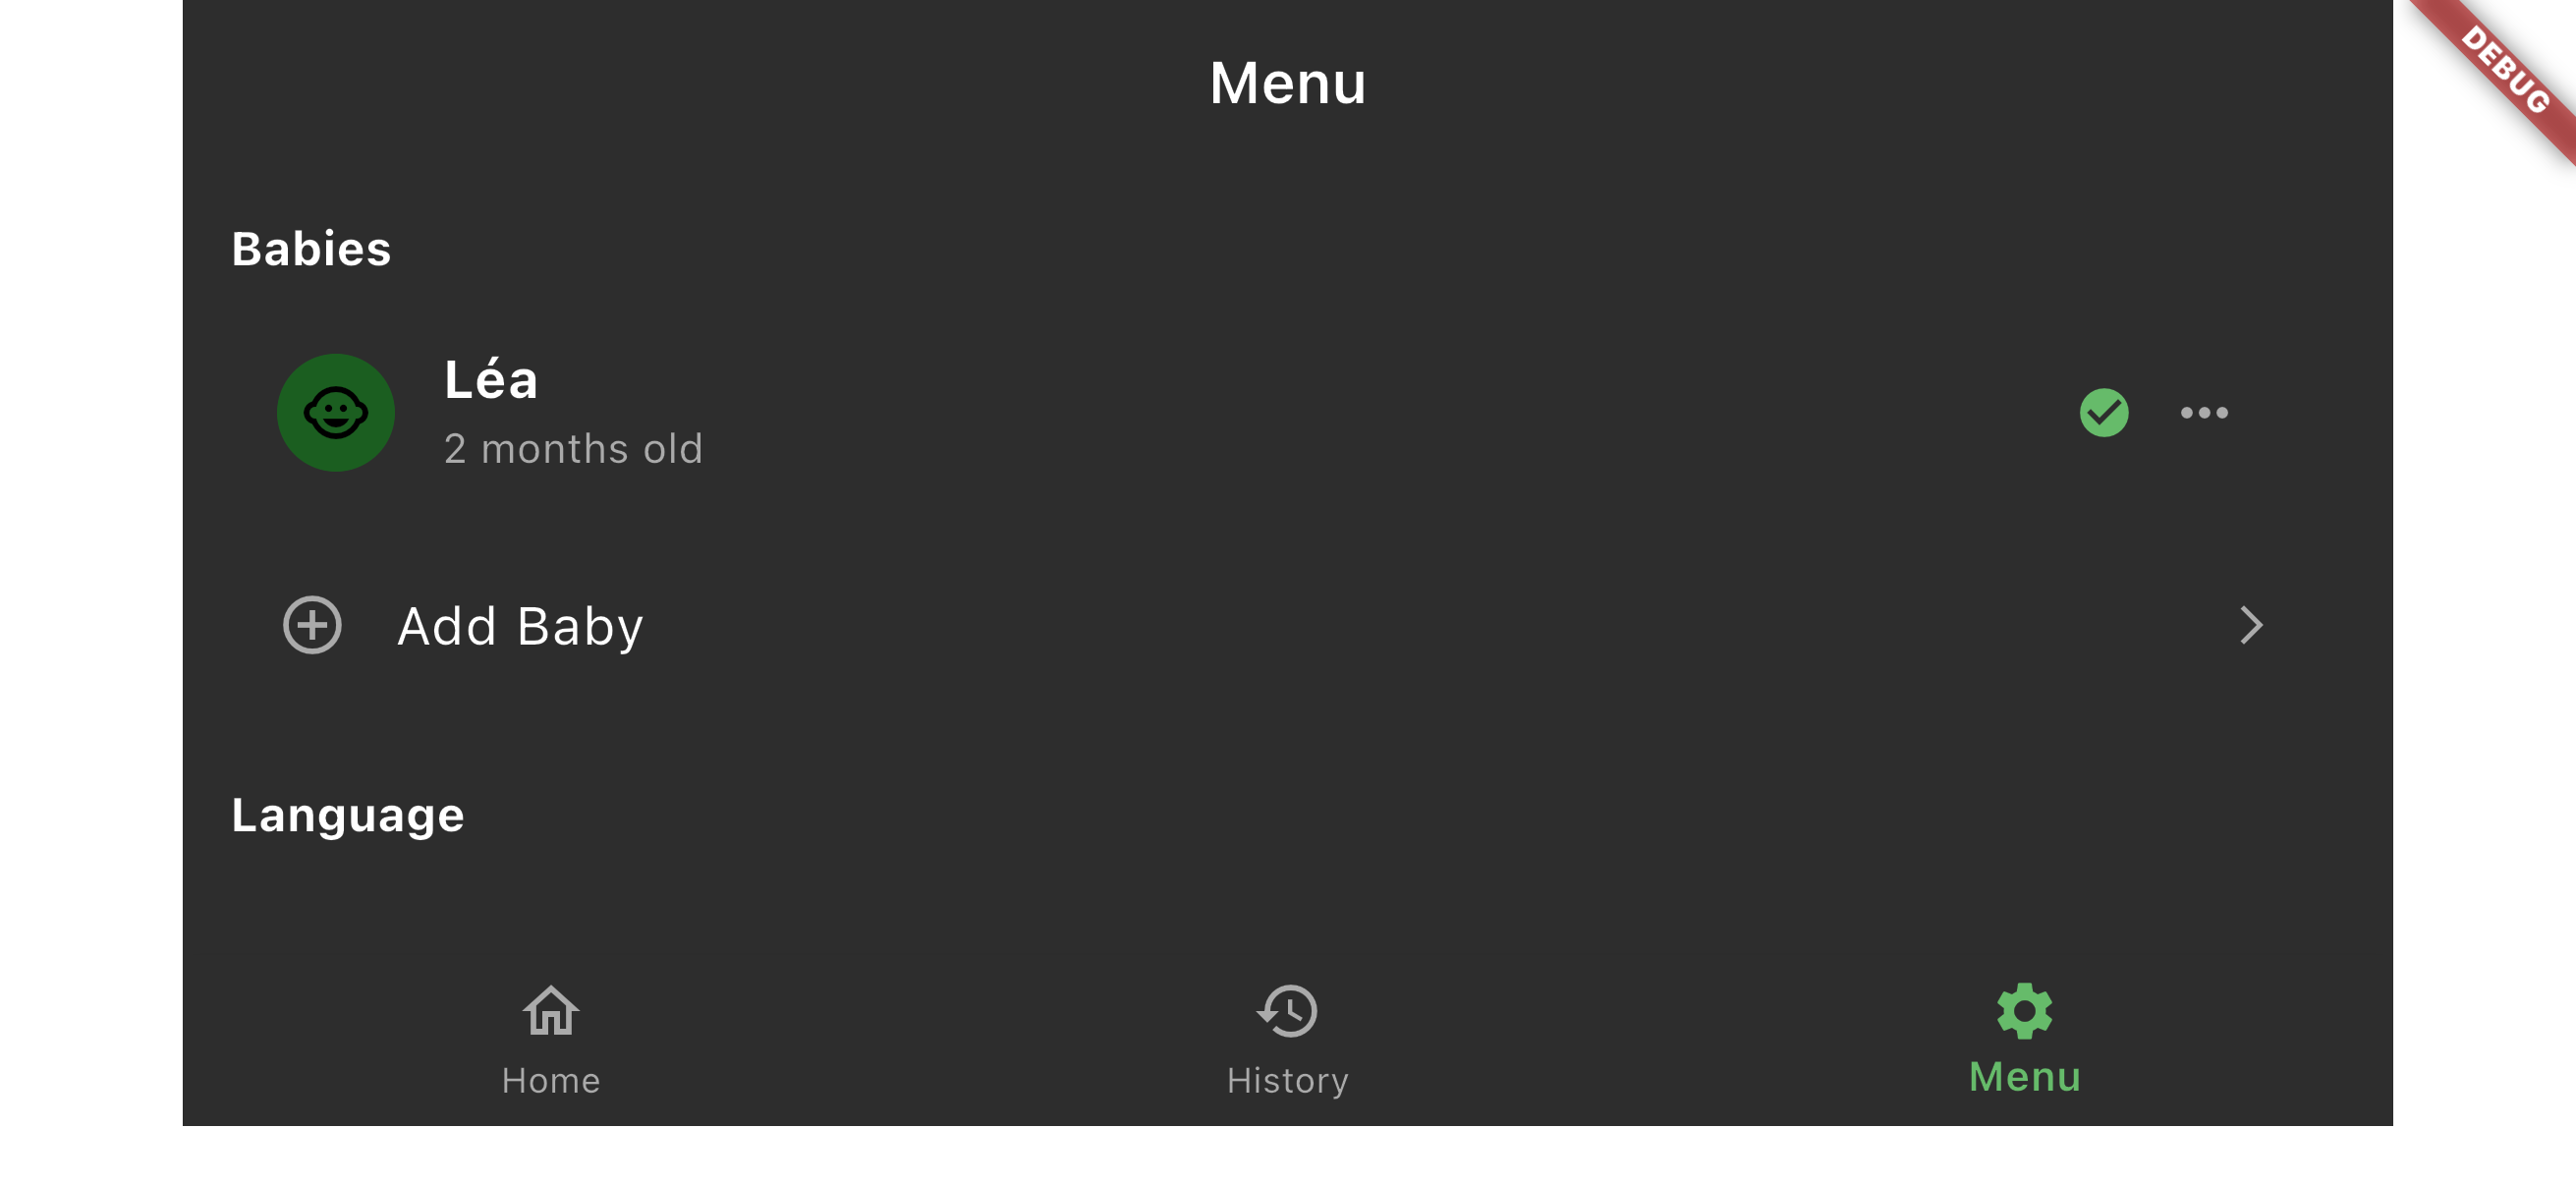 DEBUG
Menu
Babies
Léa
2 months old
Add Baby
Language
Home
History
Menu